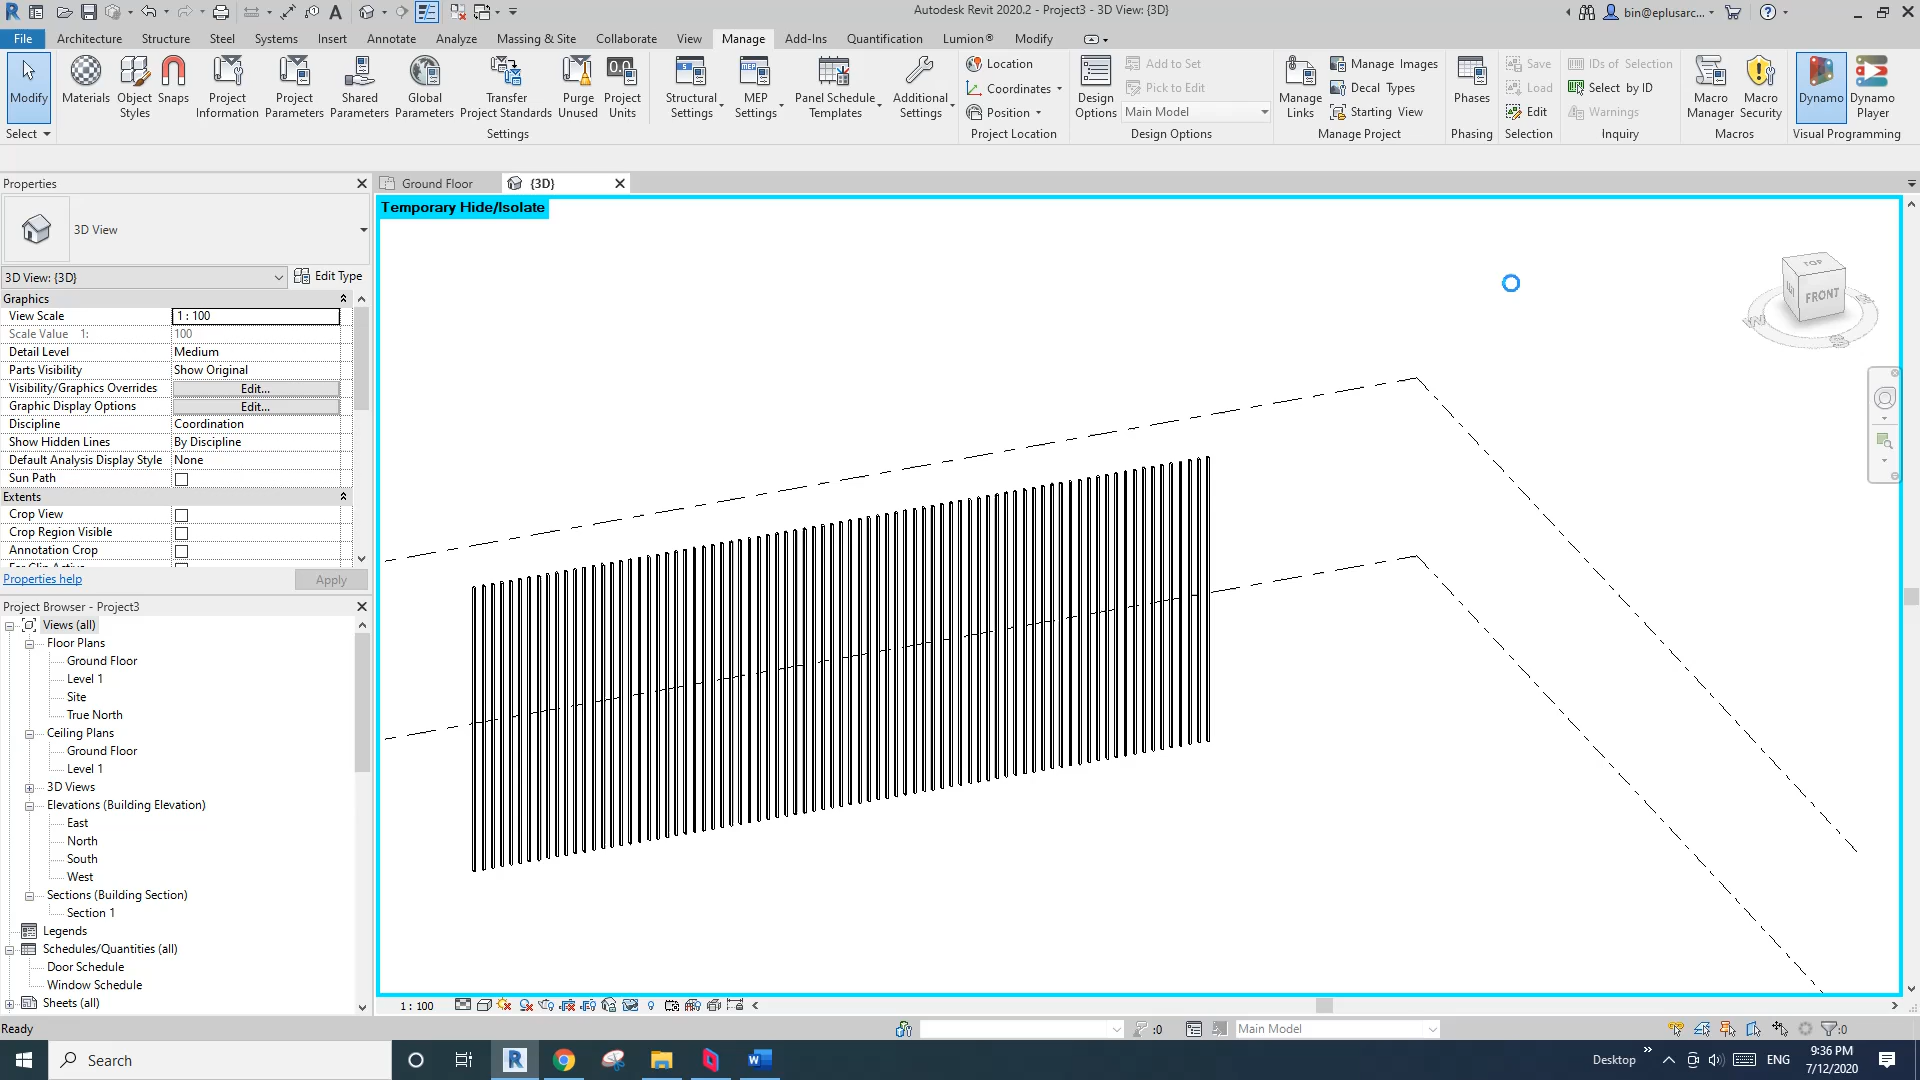 Autodesk Revit 2020.2 - Project3 - 3D View: {3D}
bin@eplusarc...
File Architecture Structure Steel Systems Insert Annotate Analyze Massing & Site Collaborate View Manage Add-Ins Quantification Lumion® Modify
Modify
Select
Materials
Object Styles
Snaps
Project Information
Project Parameters
Shared Parameters
Global Parameters
Transfer Project Standards
Purge Unused
Project Units
Settings
Structural Settings
MEP Settings
Panel Schedule Templates
Additional Settings
Location
Coordinates
Position
Project Location
Design Options
Add to Set
Pick to Edit
Main Model
Design Options
Manage Links
Manage Images
Decal Types
Starting View
Manage Project
Phases
Phasing
Save
Load
Edit
Selection
IDs of Selection
Select by ID
Warnings
Inquiry
Macro Manager
Macro Security
Macros
Dynamo
Dynamo Player
Visual Programming
Properties
3D View
3D View: {3D}
Edit Type
Graphics
View Scale 1 : 100
Scale Value 1: 100
Detail Level Medium
Parts Visibility Show Original
Visibility/Graphics Overrides Edit...
Graphic Display Options Edit...
Discipline Coordination
Show Hidden Lines By Discipline
Default Analysis Display Style None
Sun Path
Extents
Crop View
Crop Region Visible
Annotation Crop
Properties help
Apply
Project Browser - Project3
Views (all)
Floor Plans
Ground Floor
Level 1
Site
True North
Ceiling Plans
Ground Floor
Level 1
3D Views
Elevations (Building Elevation)
East
North
South
West
Sections (Building Section)
Section 1
Legends
Schedules/Quantities (all)
Door Schedule
Window Schedule
Sheets (all)
Ground Floor
{3D}
Temporary Hide/Isolate
TOP
FRONT
W
1 : 100
Ready
:0
Main Model
:0
Search
Desktop
ENG
9:36 PM
7/12/2020